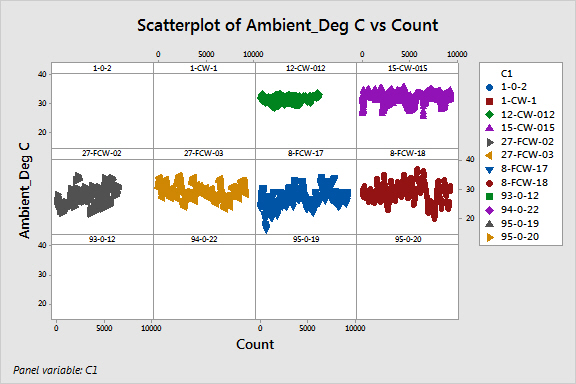 Scatterplot of Ambient_Deg C vs Count
0 5000 10000 0 5000 10000
1-0-2 1-CW-1 12-CW-012 15-CW-015
40
30
20
27-FCW-02 27-FCW-03 8-FCW-17 8-FCW-18
40
30
20
93-0-12 94-0-22 95-0-19 95-0-20
40
30
20
0 5000 10000 0 5000 10000
Ambient_Deg C
Count
C1
1-0-2
1-CW-1
12-CW-012
15-CW-015
27-FCW-02
27-FCW-03
8-FCW-17
8-FCW-18
93-0-12
94-0-22
95-0-19
95-0-20
Panel variable: C1